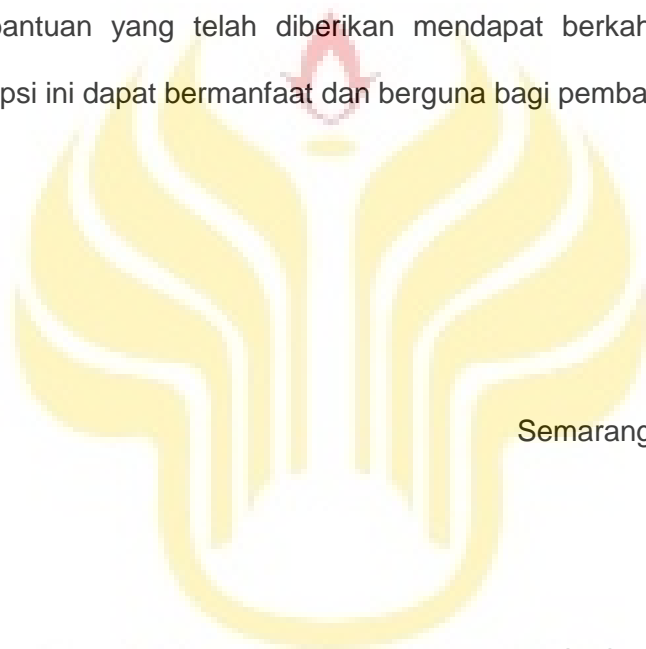 bantuan yang telah diberikan mendapat berkah
psi ini dapat bermanfaat dan berguna bagi pemba
Semarang